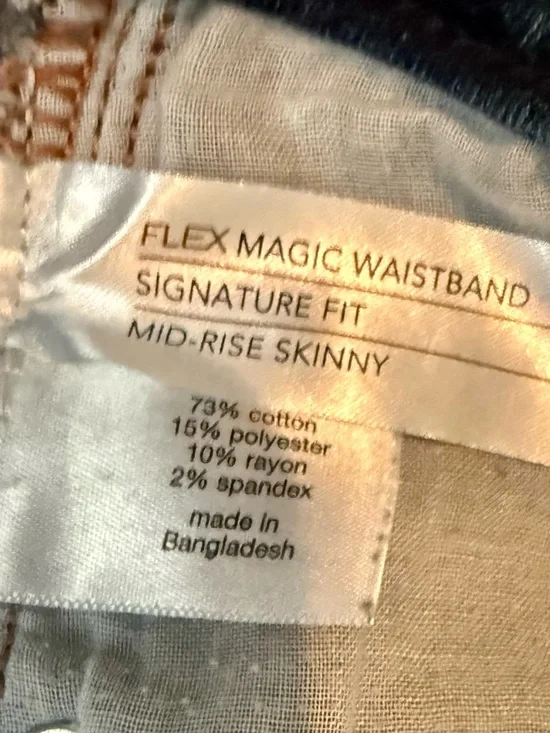 FLEX MAGIC WAISTBAND
SIGNATURE FIT
MID-RISE SKINNY
73% cotton
15% polyester
10% rayon
2% spandex
made in
Bangladesh